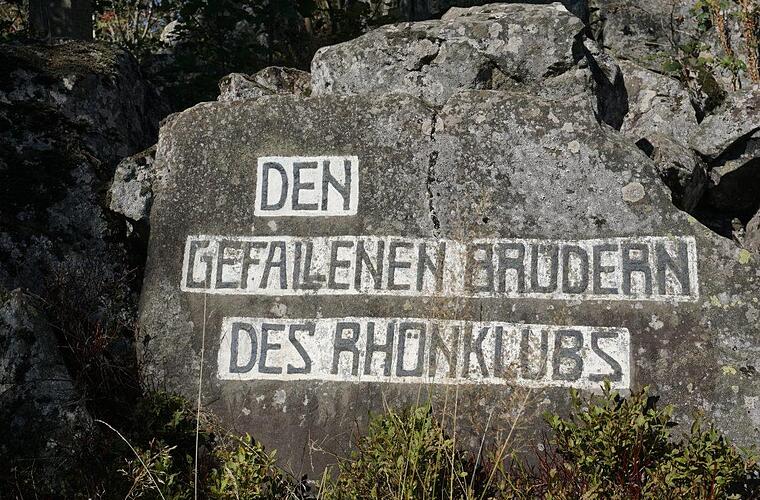 DEN
GEFALLENEN BRÜDERN
DES RHÖNKLUBS